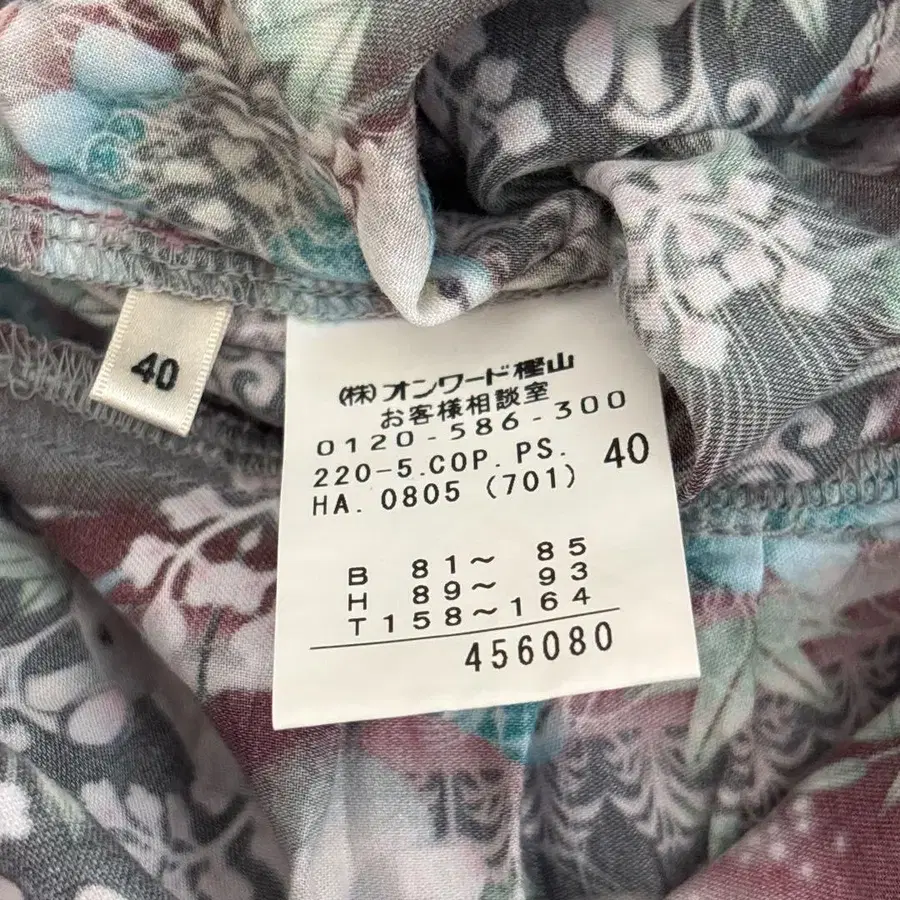 40
(株)オンワード樫山
お客様相談室
0120-586-300
220-5.COP.PS. 40
HA.0805 (701)
B 81～ 85
H 89～ 93
T 158～164
456080